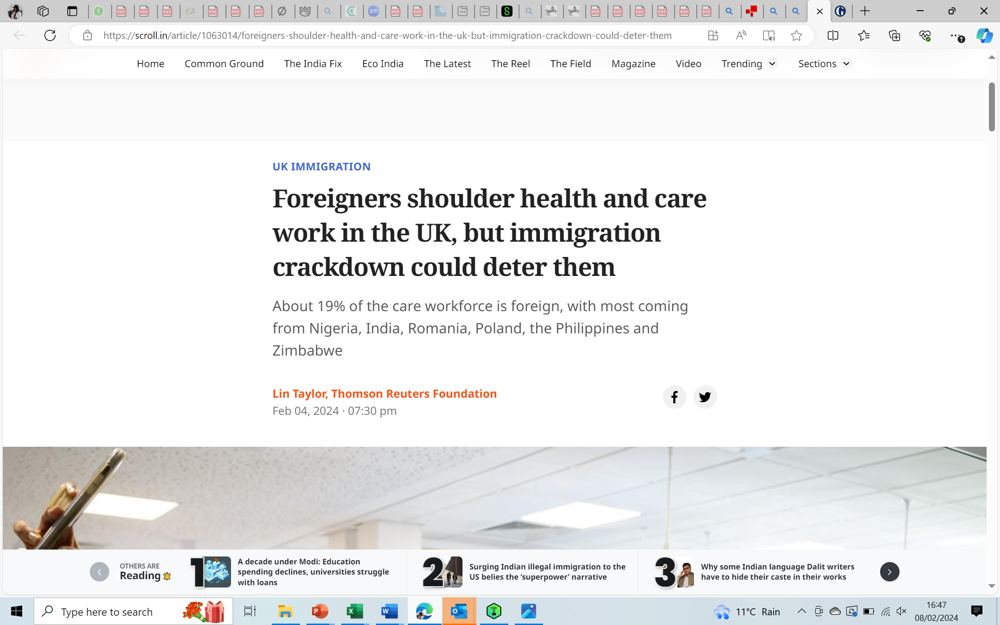 https://scroll.in/article/1063014/foreigners-shoulder-health-and-care-work-in-the-uk-but-immigration-crackdown-could-deter-them
Home Common Ground The India Fix Eco India The Latest The Reel The Field Magazine Video Trending Sections
UK IMMIGRATION
Foreigners shoulder health and care
work in the UK, but immigration
crackdown could deter them
About 19% of the care workforce is foreign, with most coming
from Nigeria, India, Romania, Poland, the Philippines and
Zimbabwe
Lin Taylor, Thomson Reuters Foundation
Feb 04, 2024 · 07:30 pm
OTHERS ARE
Reading
1
A decade under Modi: Education
spending declines, universities struggle
with loans
2
Surging Indian illegal immigration to the
US belies the ‘superpower’ narrative
3
Why some Indian language Dalit writers
have to hide their caste in their works
Type here to search
11°C Rain
16:47
08/02/2024